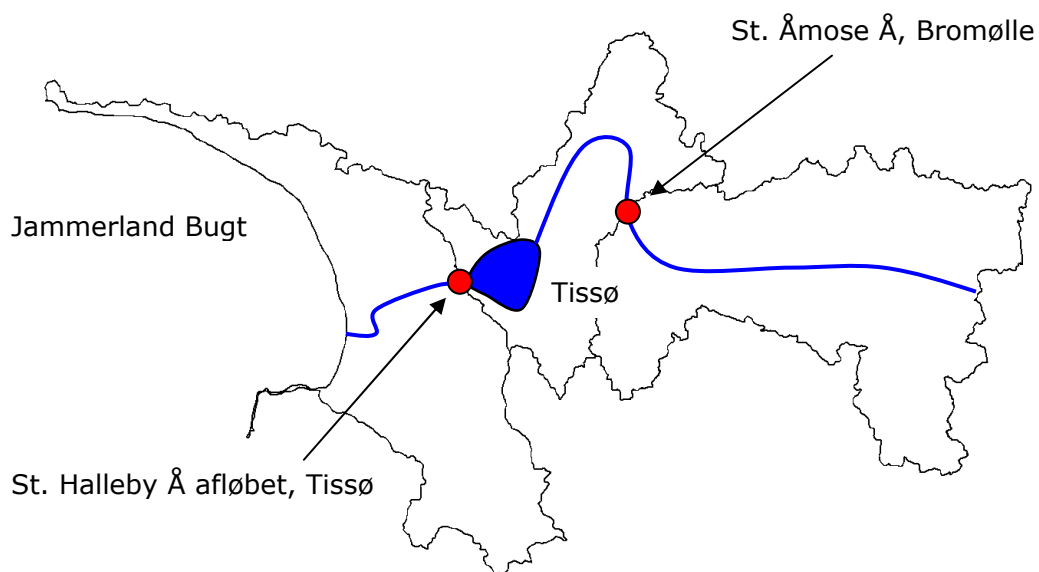 St. Åmose Å, Bromølle
Jammerland Bugt
Tissø
St. Halleby Å afløbet, Tissø